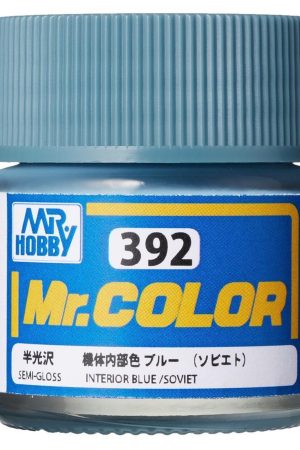 MR.
HOBBY
392
Mr.COLOR
半光沢 機体内部色 ブルー (ソビエト)
SEMI-GLOSS INTERIOR BLUE /SOVIET